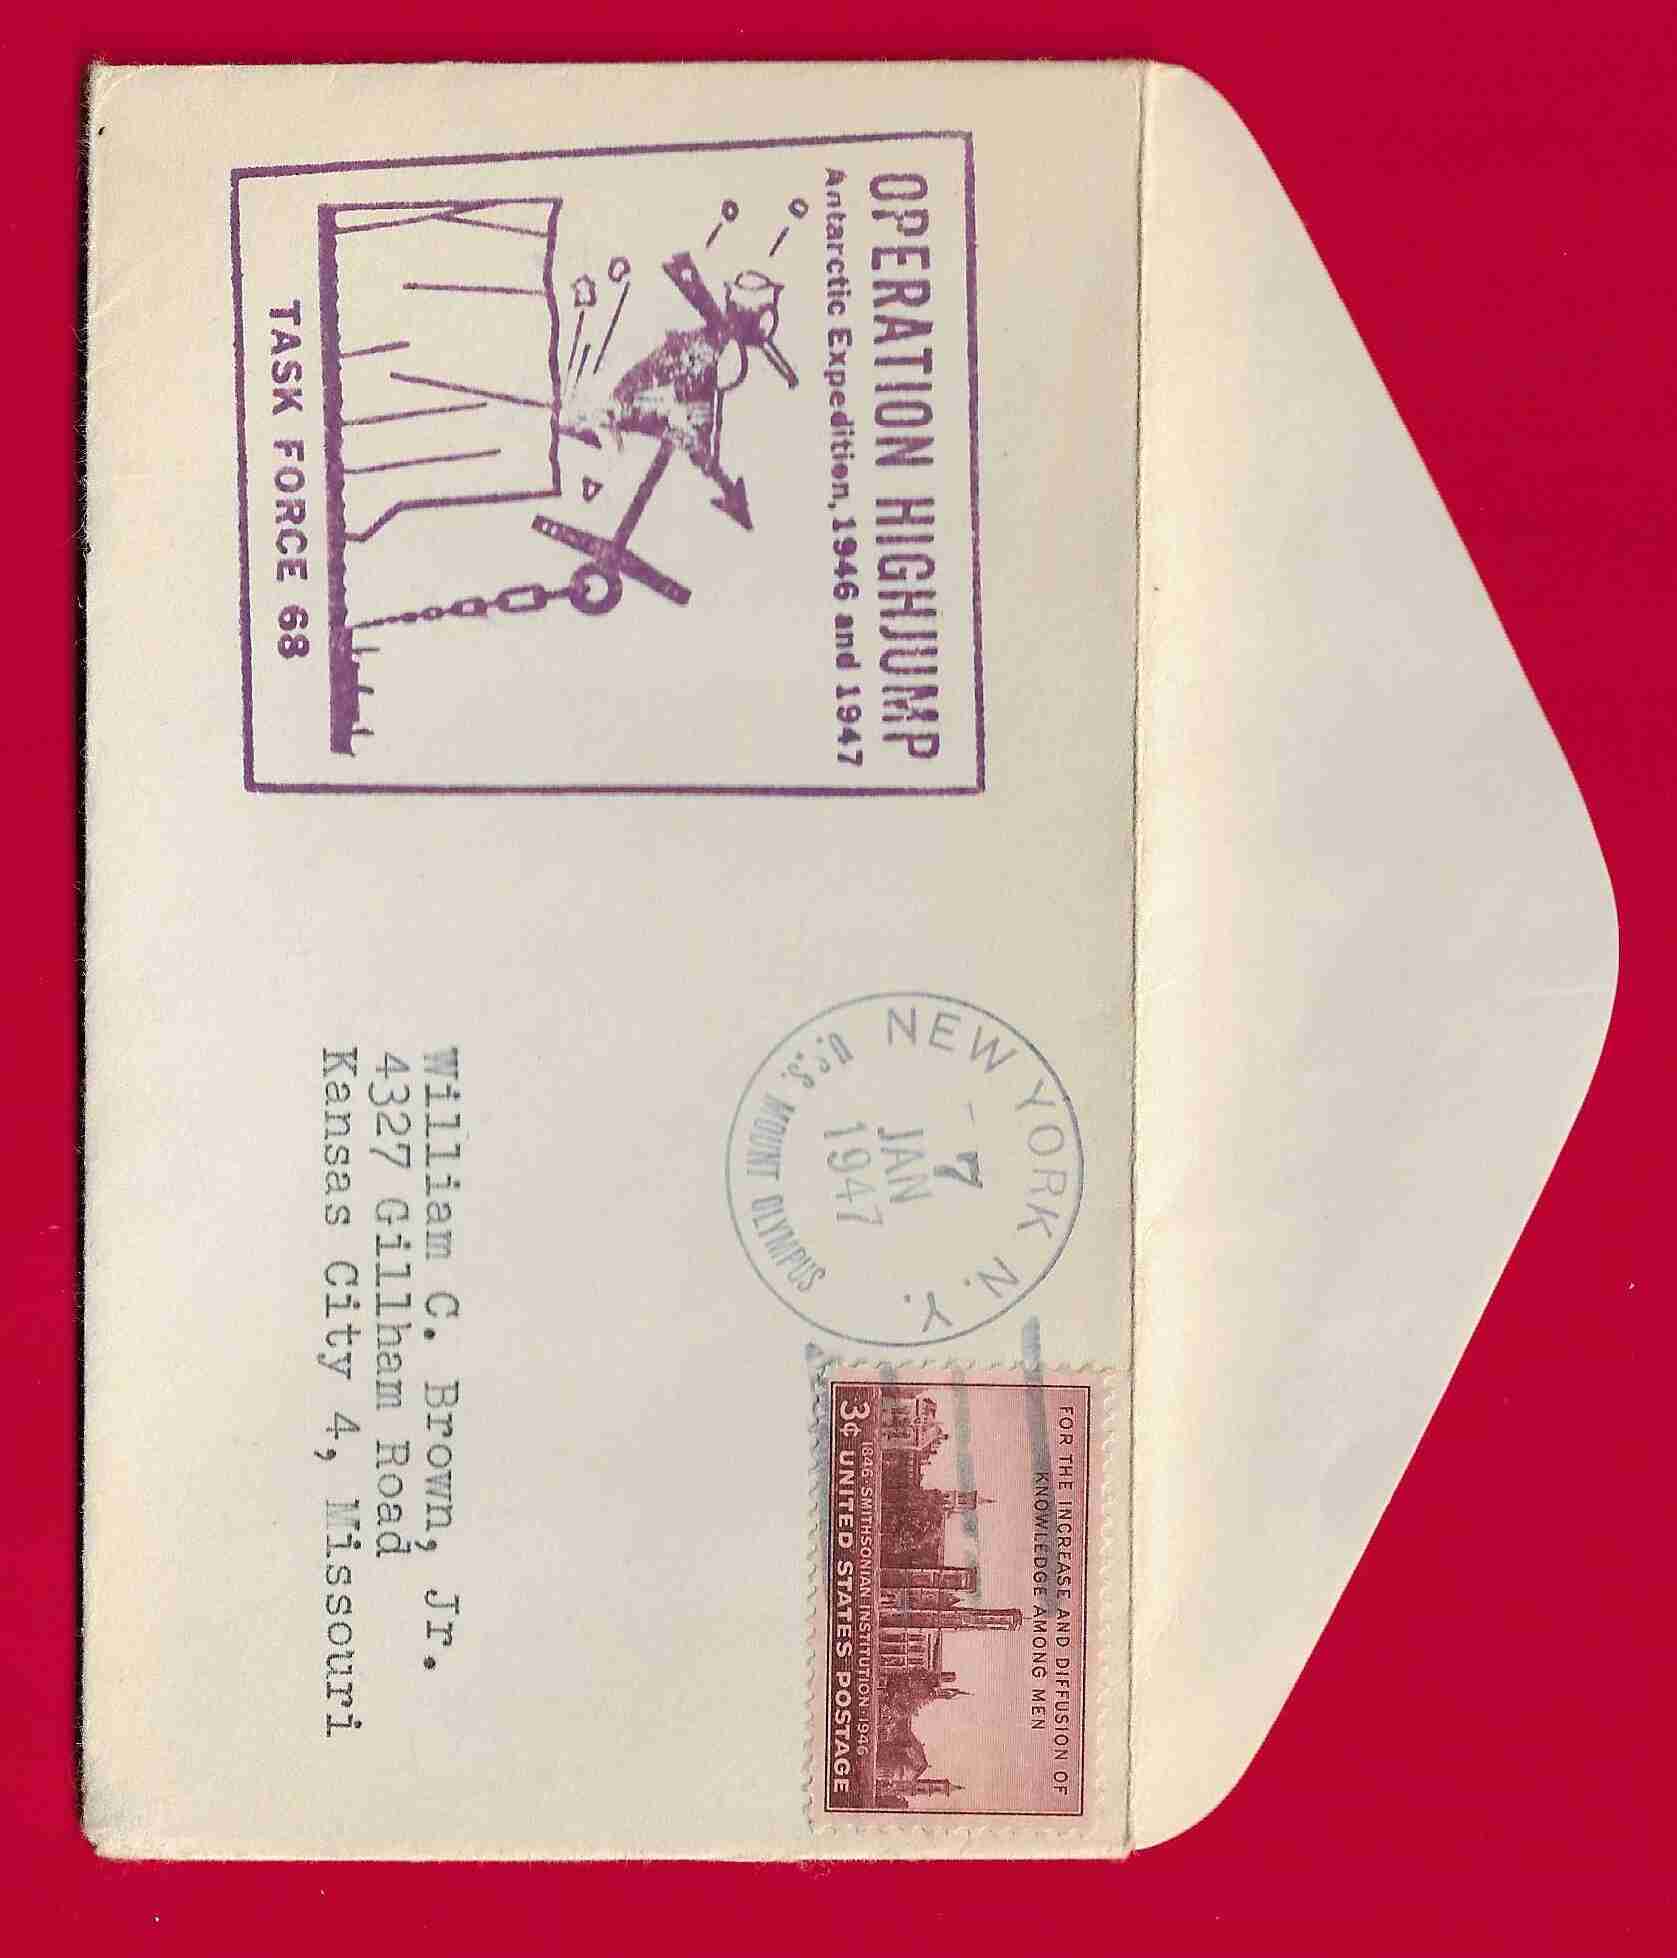 OPERATION HIGHJUMP
Antarctic Expedition, 1946 and 1947
TASK FORCE 68
NEW YORK N. Y.
7
JAN
1947
U.S.S. MOUNT OLYMPUS
FOR THE INCREASE AND DIFFUSION OF
KNOWLEDGE AMONG MEN
1846·SMITHSONIAN INSTITUTION·1946
3¢ UNITED STATES POSTAGE
William C. Brown, Jr.
4327 Gillham Road
Kansas City 4, Missouri